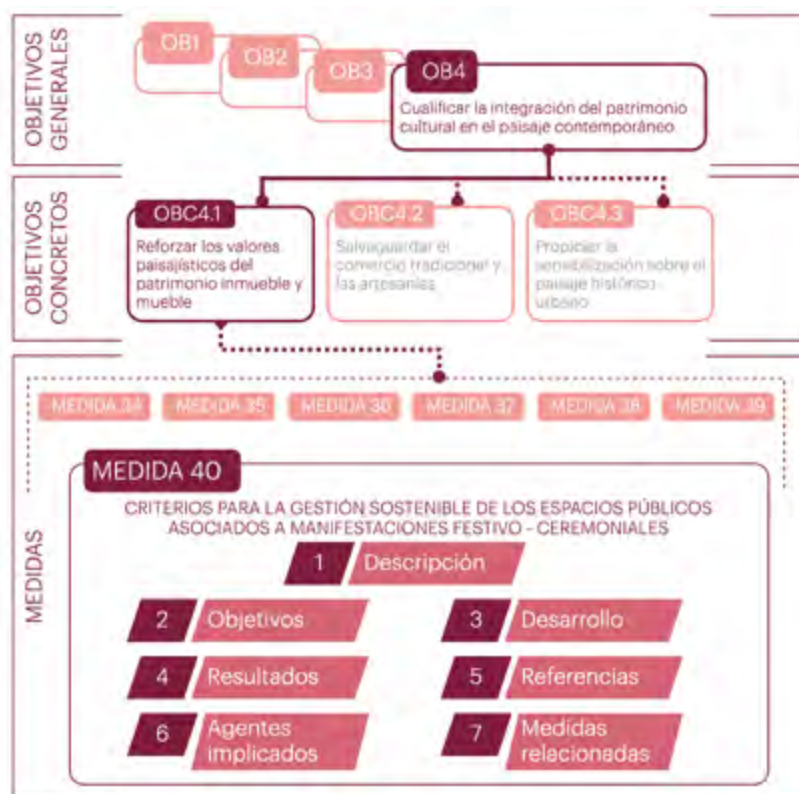 OBJETIVOS
GENERALES
OB1
OB2
OB3
OB4
Cualificar la integración del patrimonio
cultural en el paisaje contemporáneo
OBJETIVOS
CONCRETOS
OBC4.1
Reforzar los valores
paisajísticos del
patrimonio inmueble y
mueble
OBC4.2
Salvaguardar el
comercio tradicional y
las artesanías
OBC4.3
Propiciar la
sensibilización sobre el
paisaje histórico
urbano
MEDIDAS
MEDIDA 34
MEDIDA 35
MEDIDA 36
MEDIDA 37
MEDIDA 38
MEDIDA 39
MEDIDA 40
CRITERIOS PARA LA GESTIÓN SOSTENIBLE DE LOS ESPACIOS PÚBLICOS
ASOCIADOS A MANIFESTACIONES FESTIVO - CEREMONIALES
1 Descripción
2 Objetivos
3 Desarrollo
4 Resultados
5 Referencias
6 Agentes
implicados
7 Medidas
relacionadas